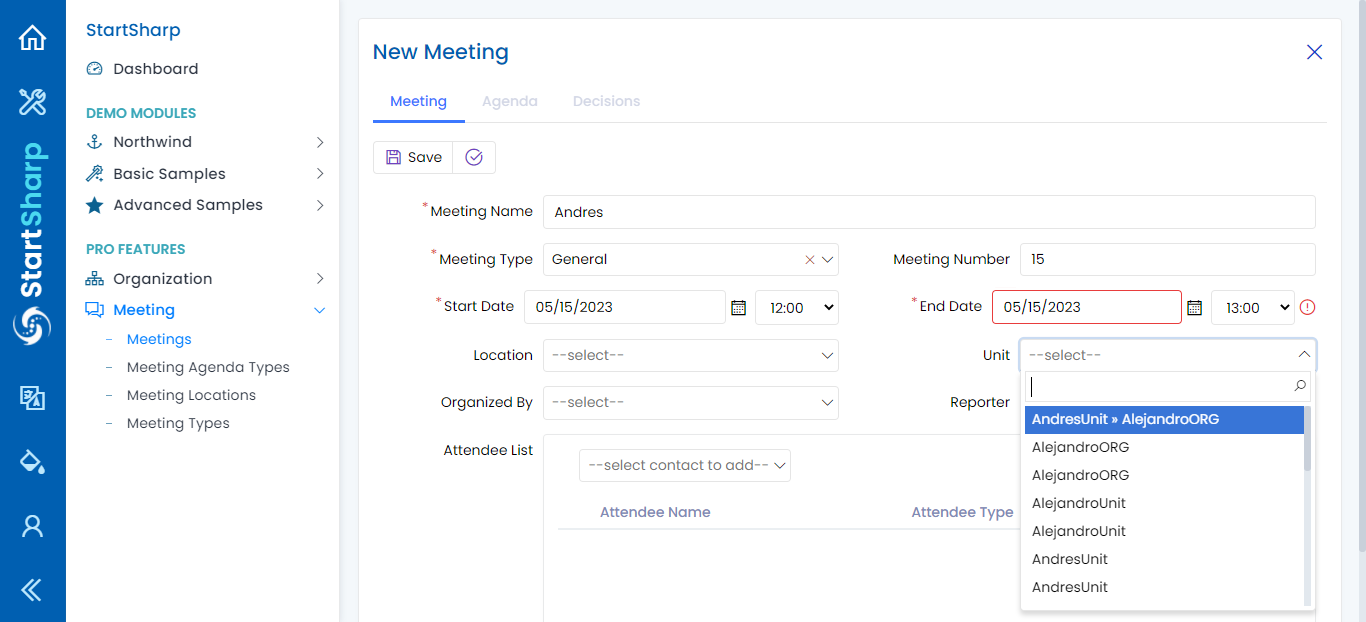 StartSharp
StartSharp
Dashboard
DEMO MODULES
Northwind
Basic Samples
Advanced Samples
PRO FEATURES
Organization
Meeting
Meetings
Meeting Agenda Types
Meeting Locations
Meeting Types
New Meeting
Meeting Agenda Decisions
Save
*Meeting Name Andres
*Meeting Type General Meeting Number 15
*Start Date 05/15/2023 12:00 *End Date 05/15/2023 13:00
Location --select-- Unit --select--
Organized By --select-- Reporter
Attendee List
--select contact to add--
Attendee Name Attendee Type
AndresUnit » AlejandroORG
AlejandroORG
AlejandroORG
AlejandroUnit
AlejandroUnit
AndresUnit
AndresUnit